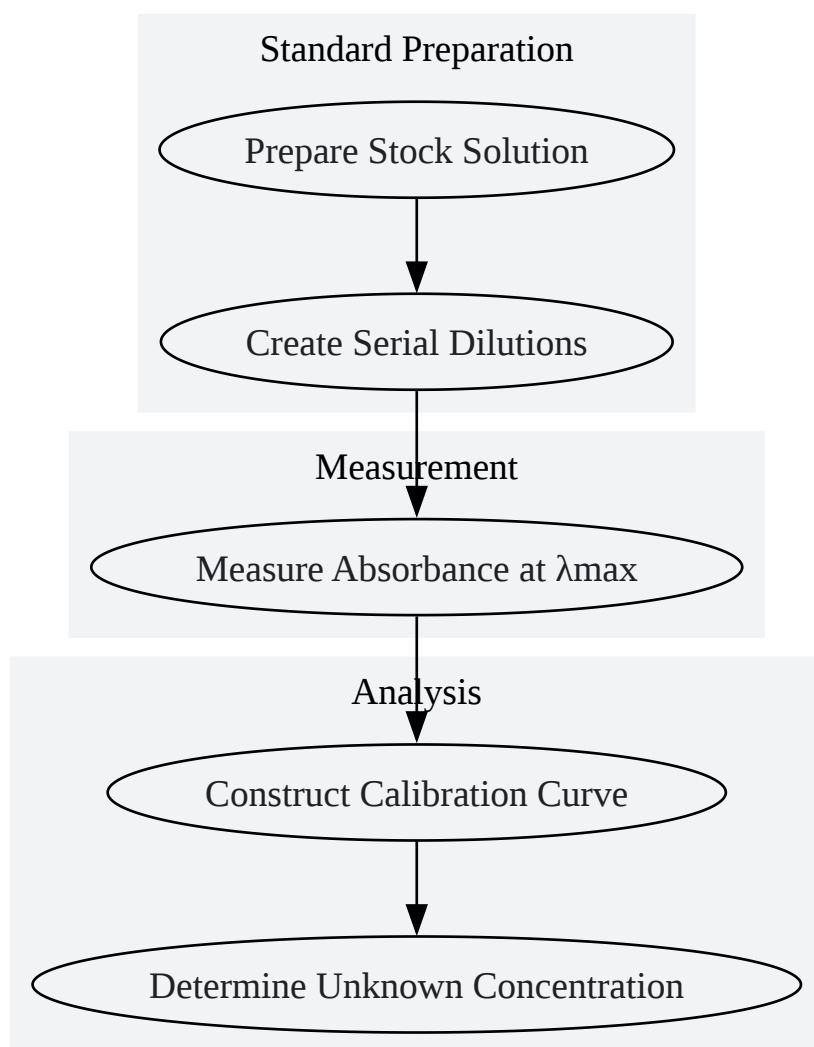 Standard Preparation
Prepare Stock Solution
Create Serial Dilutions
Measurement
Measure Absorbance at λmax
Analysis
Construct Calibration Curve
Determine Unknown Concentration